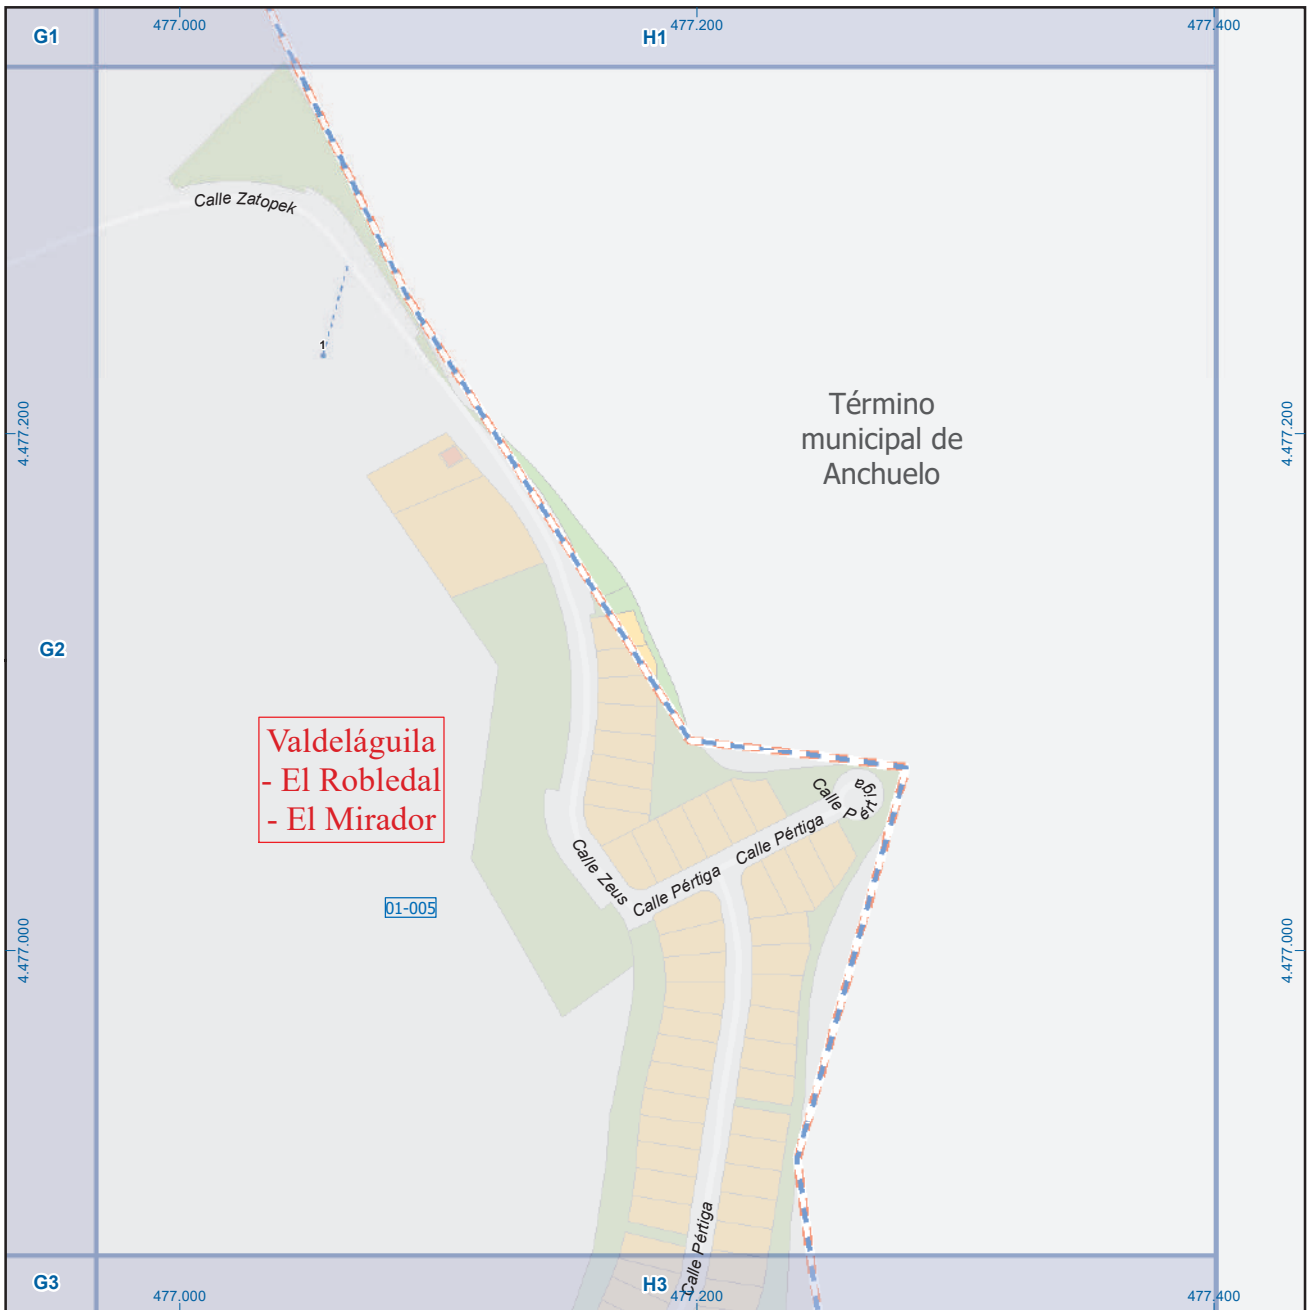 477.000
477.200
477.400
G1
H1
Calle Zatopek
1
Término
municipal de
Anchuelo
4.477.200
4.477.200
G2
Valdeláguila
- El Robledal
- El Mirador
Calle Pértiga
Calle Pértiga
Calle Zeus
Calle Pértiga
01-005
4.477.000
4.477.000
Calle Pértiga
G3
H3
477.000
477.200
477.400